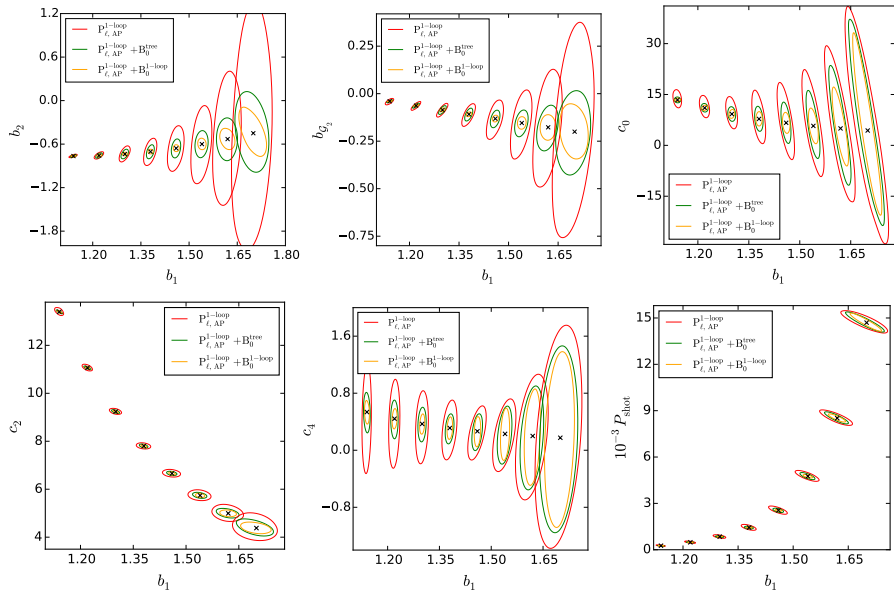 P^{1−loop}_{ℓ, AP}
P^{1−loop}_{ℓ, AP} +B^{tree}_0
P^{1−loop}_{ℓ, AP} +B^{1−loop}_0
1.2
0.6
0.0
−0.6
−1.2
−1.8
b_2
1.20 1.35 1.50 1.65 1.80
b_1
P^{1−loop}_{ℓ, AP}
P^{1−loop}_{ℓ, AP} +B^{tree}_0
P^{1−loop}_{ℓ, AP} +B^{1−loop}_0
0.25
0.00
−0.25
−0.50
−0.75
b_{𝒢_2}
1.20 1.35 1.50 1.65
b_1
45
30
15
0
−15
c_0
P^{1−loop}_{ℓ, AP}
P^{1−loop}_{ℓ, AP} +B^{tree}_0
P^{1−loop}_{ℓ, AP} +B^{1−loop}_0
1.20 1.35 1.50 1.65
b_1
P^{1−loop}_{ℓ, AP}
P^{1−loop}_{ℓ, AP} +B^{tree}_0
P^{1−loop}_{ℓ, AP} +B^{1−loop}_0
12
10
8
6
4
c_2
1.20 1.35 1.50 1.65
b_1
P^{1−loop}_{ℓ, AP}
P^{1−loop}_{ℓ, AP} +B^{tree}_0
P^{1−loop}_{ℓ, AP} +B^{1−loop}_0
1.6
0.8
0.0
−0.8
c_4
1.20 1.35 1.50 1.65
b_1
P^{1−loop}_{ℓ, AP}
P^{1−loop}_{ℓ, AP} +B^{tree}_0
P^{1−loop}_{ℓ, AP} +B^{1−loop}_0
15
12
9
6
3
0
10^{−3} P_{shot}
1.20 1.35 1.50 1.65
b_1